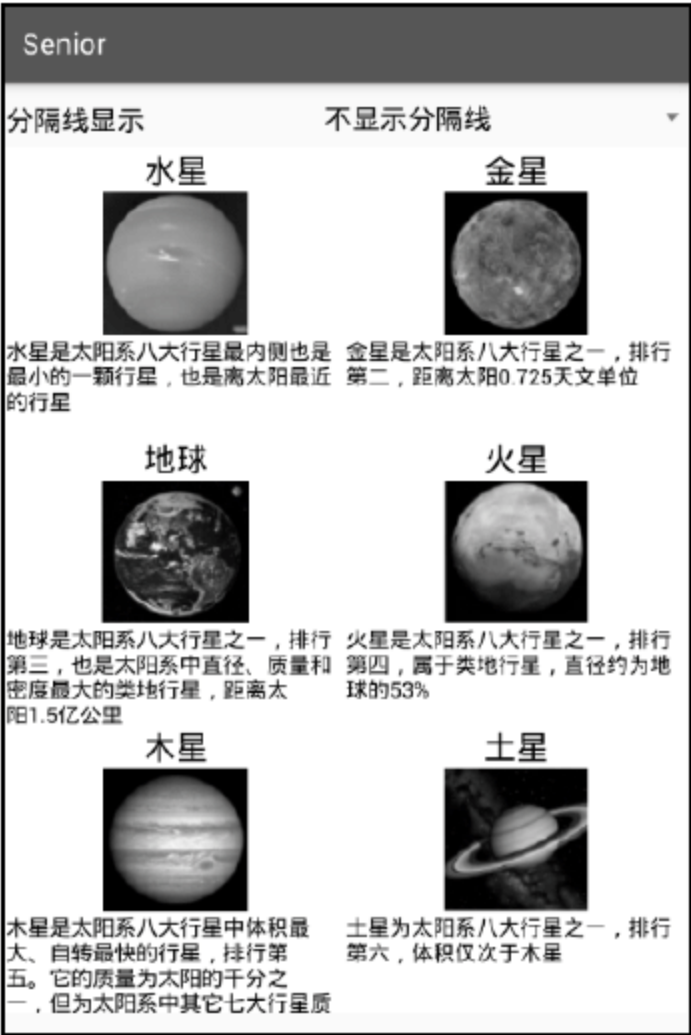 Senior
分隔线显示
不显示分隔线
水星
水星是太阳系八大行星最内侧也是
最小的一颗行星，也是离太阳最近
的行星
金星
金星是太阳系八大行星之一，排行
第二，距离太阳0.725天文单位
地球
地球是太阳系八大行星之一，排行
第三，也是太阳系中直径、质量和
密度最大的类地行星，距离太
阳1.5亿公里
火星
火星是太阳系八大行星之一，排行
第四，属于类地行星，直径约为地
球的53%
木星
木星是太阳系八大行星中体积最
大、自转最快的行星，排行第
五。它的质量为太阳的千分之
一，但为太阳系中其它七大行星质
土星
土星为太阳系八大行星之一，排行
第六，体积仅次于木星